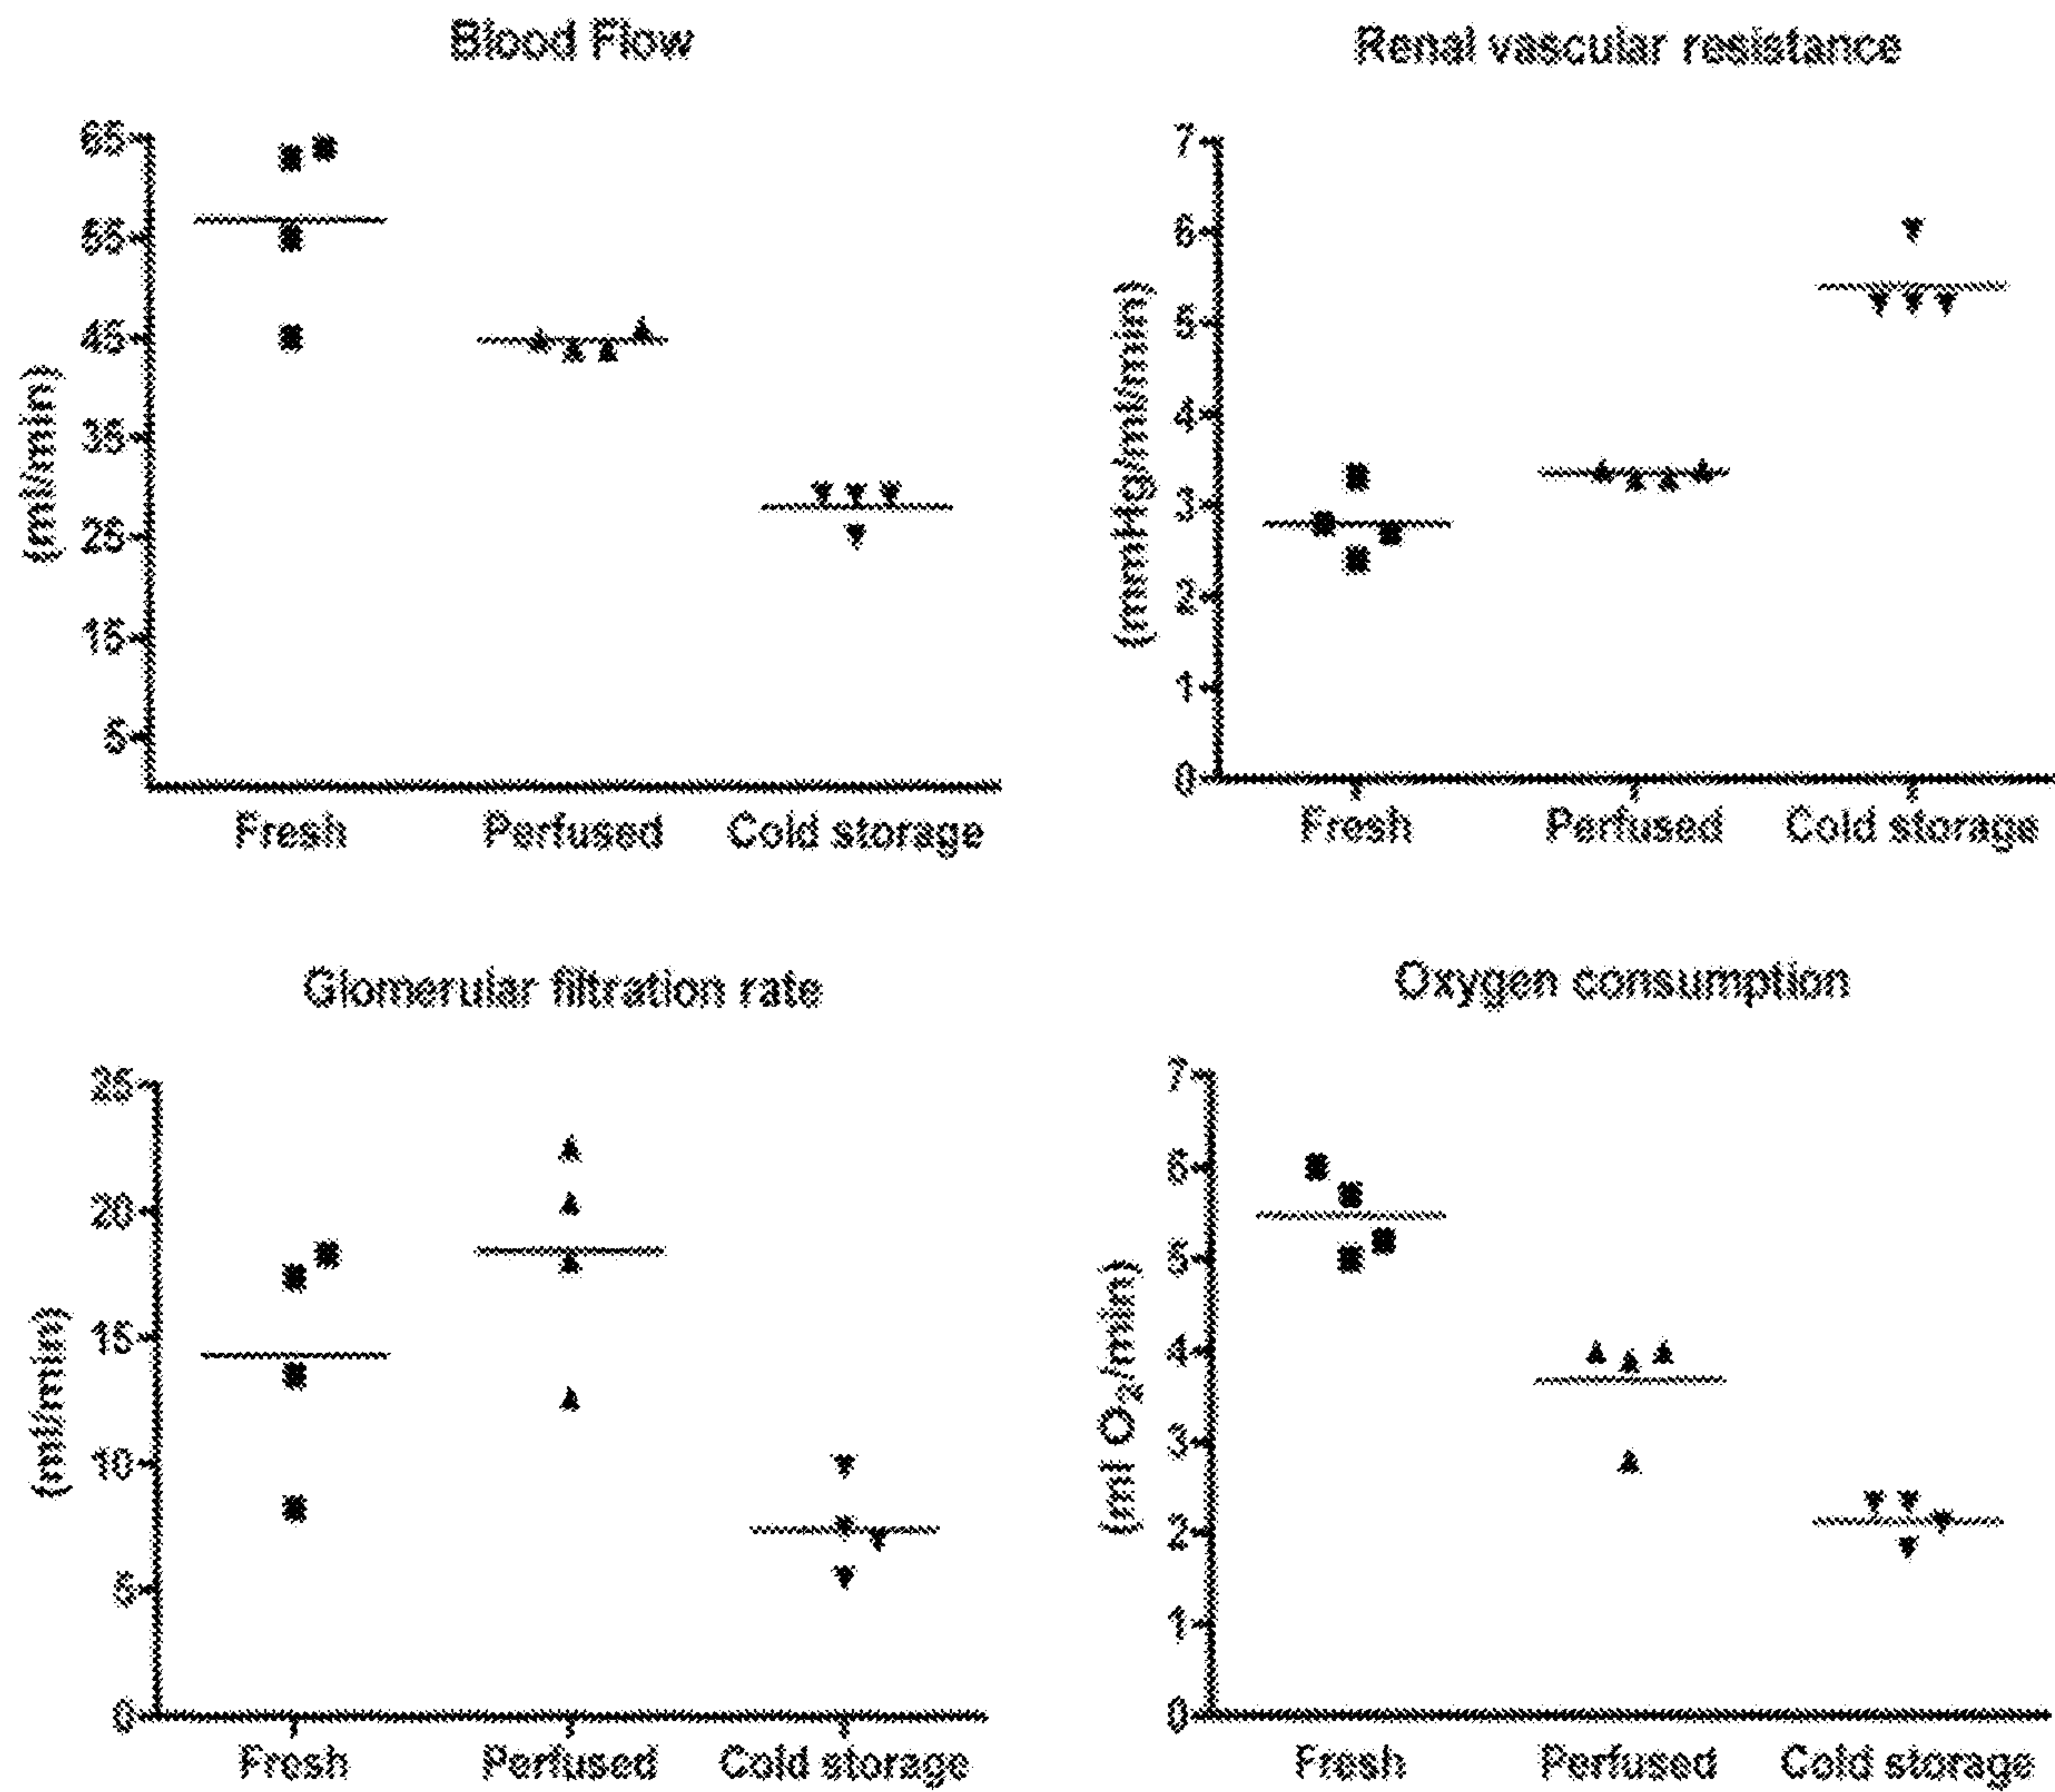 Blood Flow
65
55
45
35
25
15
5
(ml/min)
Fresh Perfused Cold storage
Renal vascular resistance
7
6
5
4
3
2
1
0
(mmHg/ml/min)
Fresh Perfused Cold storage
Glomerular filtration rate
25
20
15
10
5
0
(ml/min)
Fresh Perfused Cold storage
Oxygen consumption
7
6
5
4
3
2
1
0
(ml O₂/min)
Fresh Perfused Cold storage